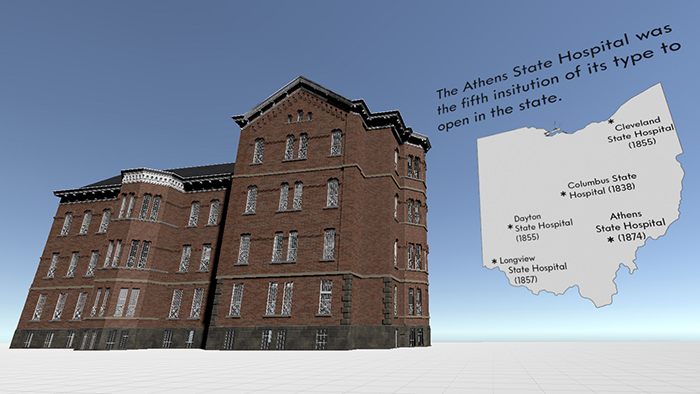 The Athens State Hospital was
the fifth insitution of its type to
open in the state.
* Cleveland
State Hospital
(1855)
Columbus State
* Hospital (1838)
Dayton
* State Hospital
(1855)
Athens
State Hospital
* (1874)
* Longview
State Hospital
(1857)